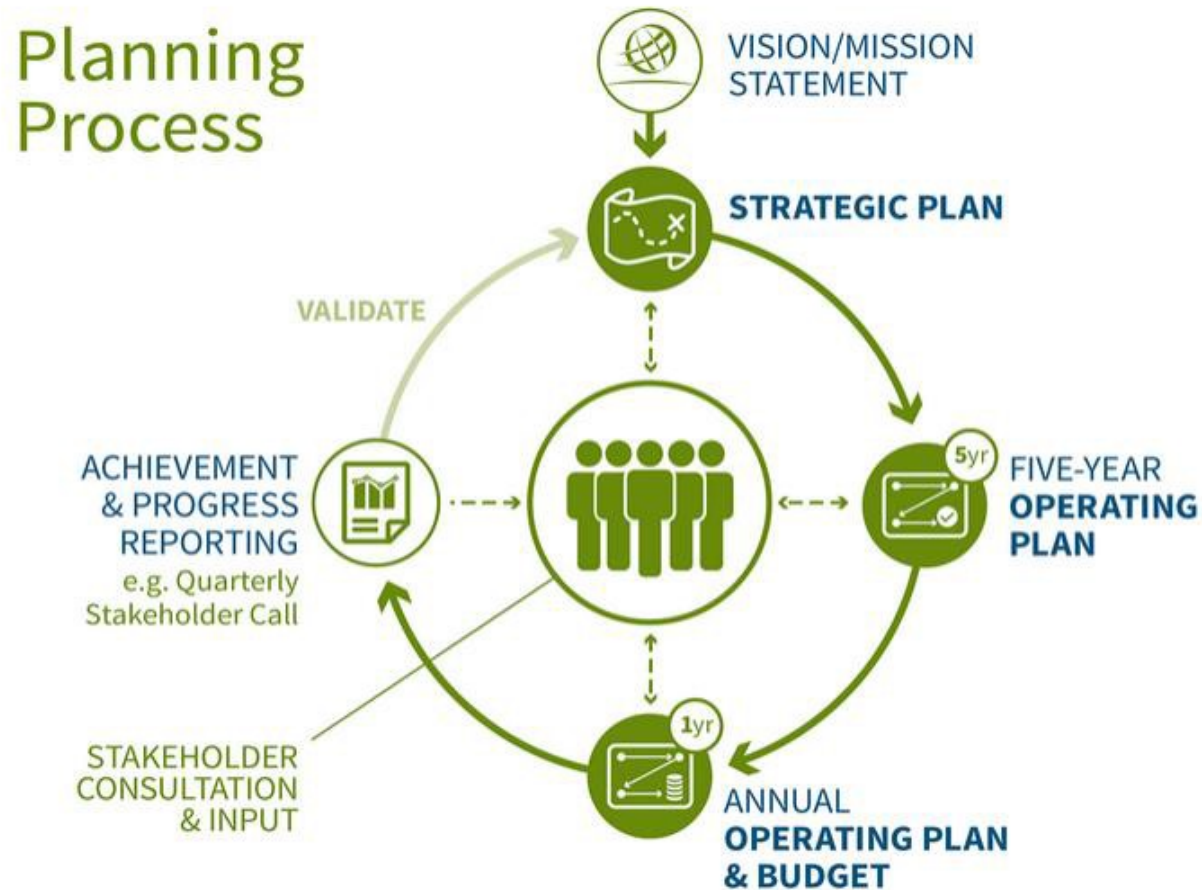 Planning
Process
VISION/MISSION
STATEMENT
STRATEGIC PLAN
VALIDATE
5yr
FIVE-YEAR
OPERATING
PLAN
ACHIEVEMENT
& PROGRESS
REPORTING
e.g. Quarterly
Stakeholder Call
1yr
STAKEHOLDER
CONSULTATION
& INPUT
ANNUAL
OPERATING PLAN
& BUDGET